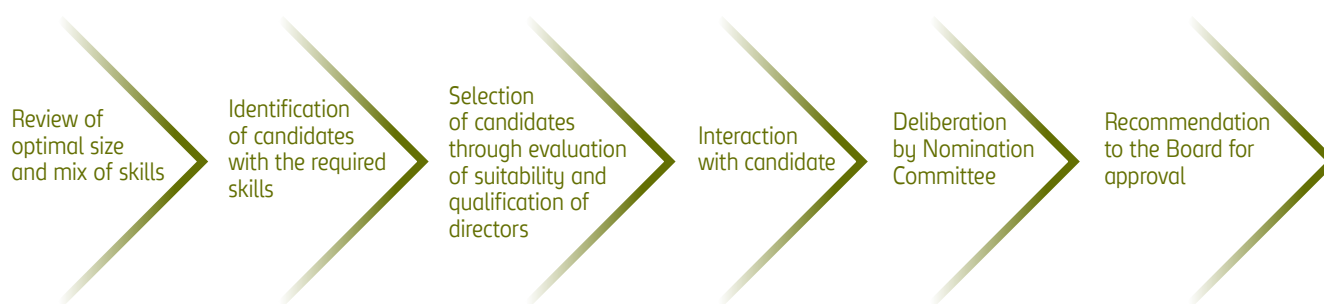 Review of
optimal size
and mix of skills
Identification
of candidates
with the required
skills
Selection
of candidates
through evaluation
of suitability and
qualification of
directors
Interaction
with candidate
Deliberation
by Nomination
Committee
Recommendation
to the Board for
approval